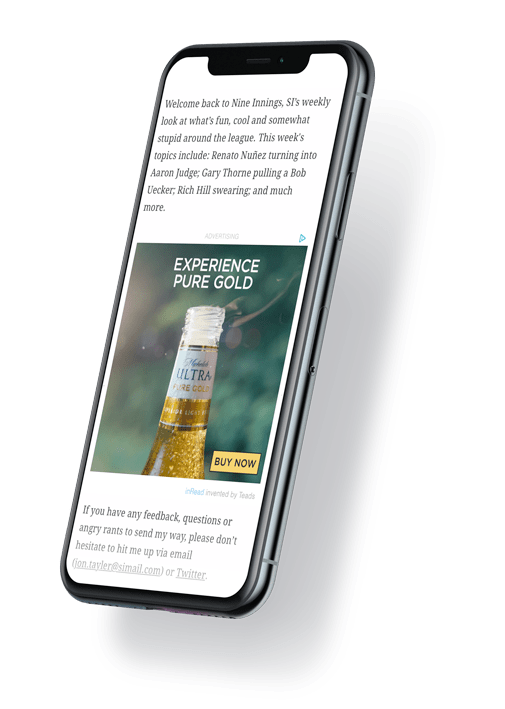 Welcome back to Nine Innings, SI's weekly
look at what's fun, cool and somewhat
stupid around the league. This week's
topics include: Renato Nuñez turning into
Aaron Judge; Gary Thorne pulling a Bob
Uecker; Rich Hill swearing; and much
more.
ADVERTISING
EXPERIENCE
PURE GOLD
Michelob
ULTRA
PURE GOLD
BUY NOW
inRead invented by Teads
If you have any feedback, questions or
angry rants to send my way, please don't
hesitate to hit me up via email
(jon.tayler@simail.com) or Twitter.